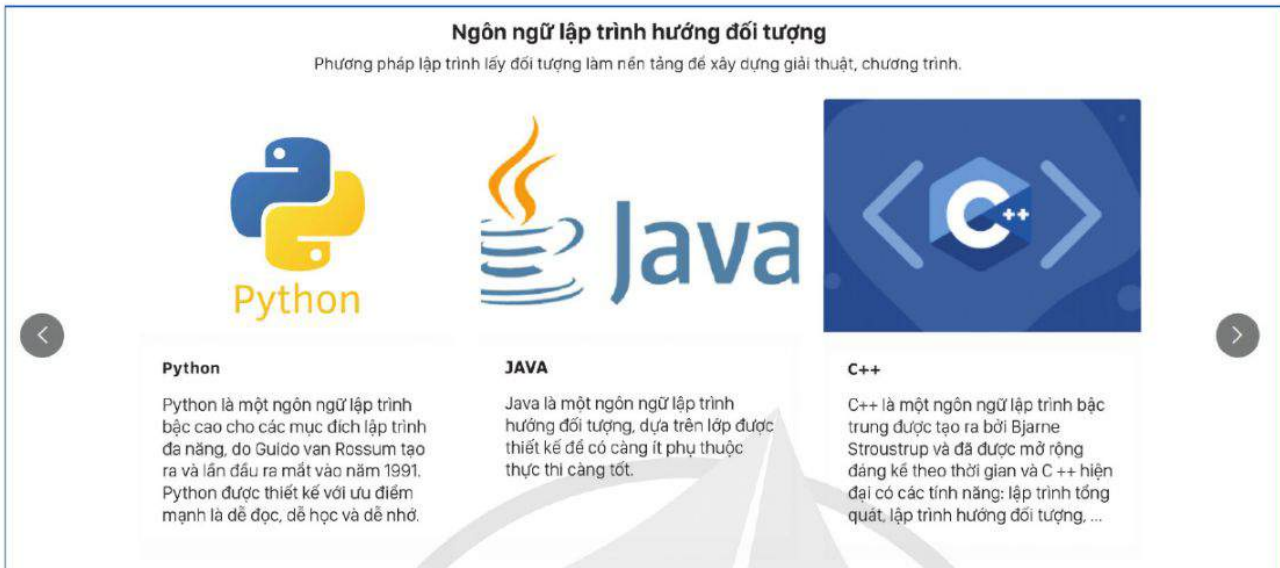 Ngôn ngữ lập trình hướng đối tượng
Phương pháp lập trình lấy đối tượng làm nền tảng để xây dựng giải thuật, chương trình.
Python
Java
C++
Python
Python là một ngôn ngữ lập trình
bậc cao cho các mục đích lập trình
đa năng, do Guido van Rossum tạo
ra và lần đầu ra mắt vào năm 1991.
Python được thiết kế với ưu điểm
mạnh là dễ đọc, dễ học và dễ nhớ.
JAVA
Java là một ngôn ngữ lập trình
hướng đối tượng, dựa trên lớp được
thiết kế để có càng ít phụ thuộc
thực thi càng tốt.
C++
C++ là một ngôn ngữ lập trình bậc
trung được tạo ra bởi Bjarne
Stroustrup và đã được mở rộng
đáng kể theo thời gian và C ++ hiện
đại có các tính năng: lập trình tổng
quát, lập trình hướng đối tượng, ...